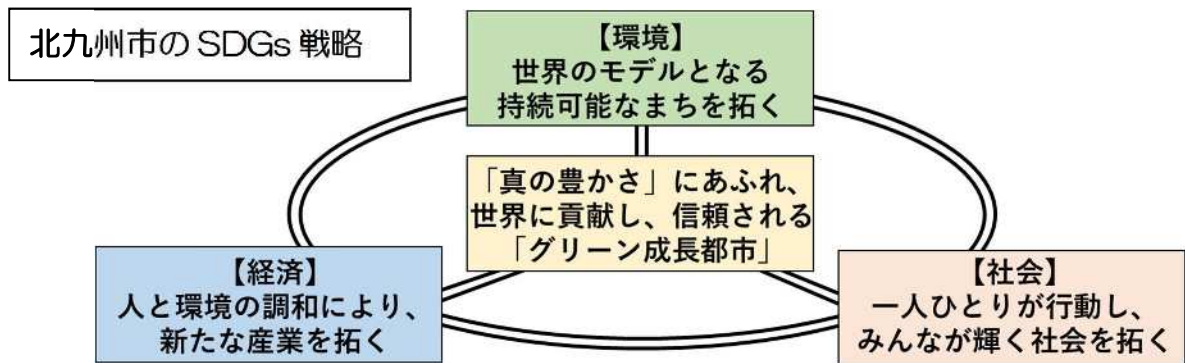 北九州市の SDGs 戦略
【環境】
世界のモデルとなる
持続可能なまちを拓く
「真の豊かさ」にあふれ、
世界に貢献し、信頼される
「グリーン成長都市」
【経済】
人と環境の調和により、
新たな産業を拓く
【社会】
一人ひとりが行動し、
みんなが輝く社会を拓く